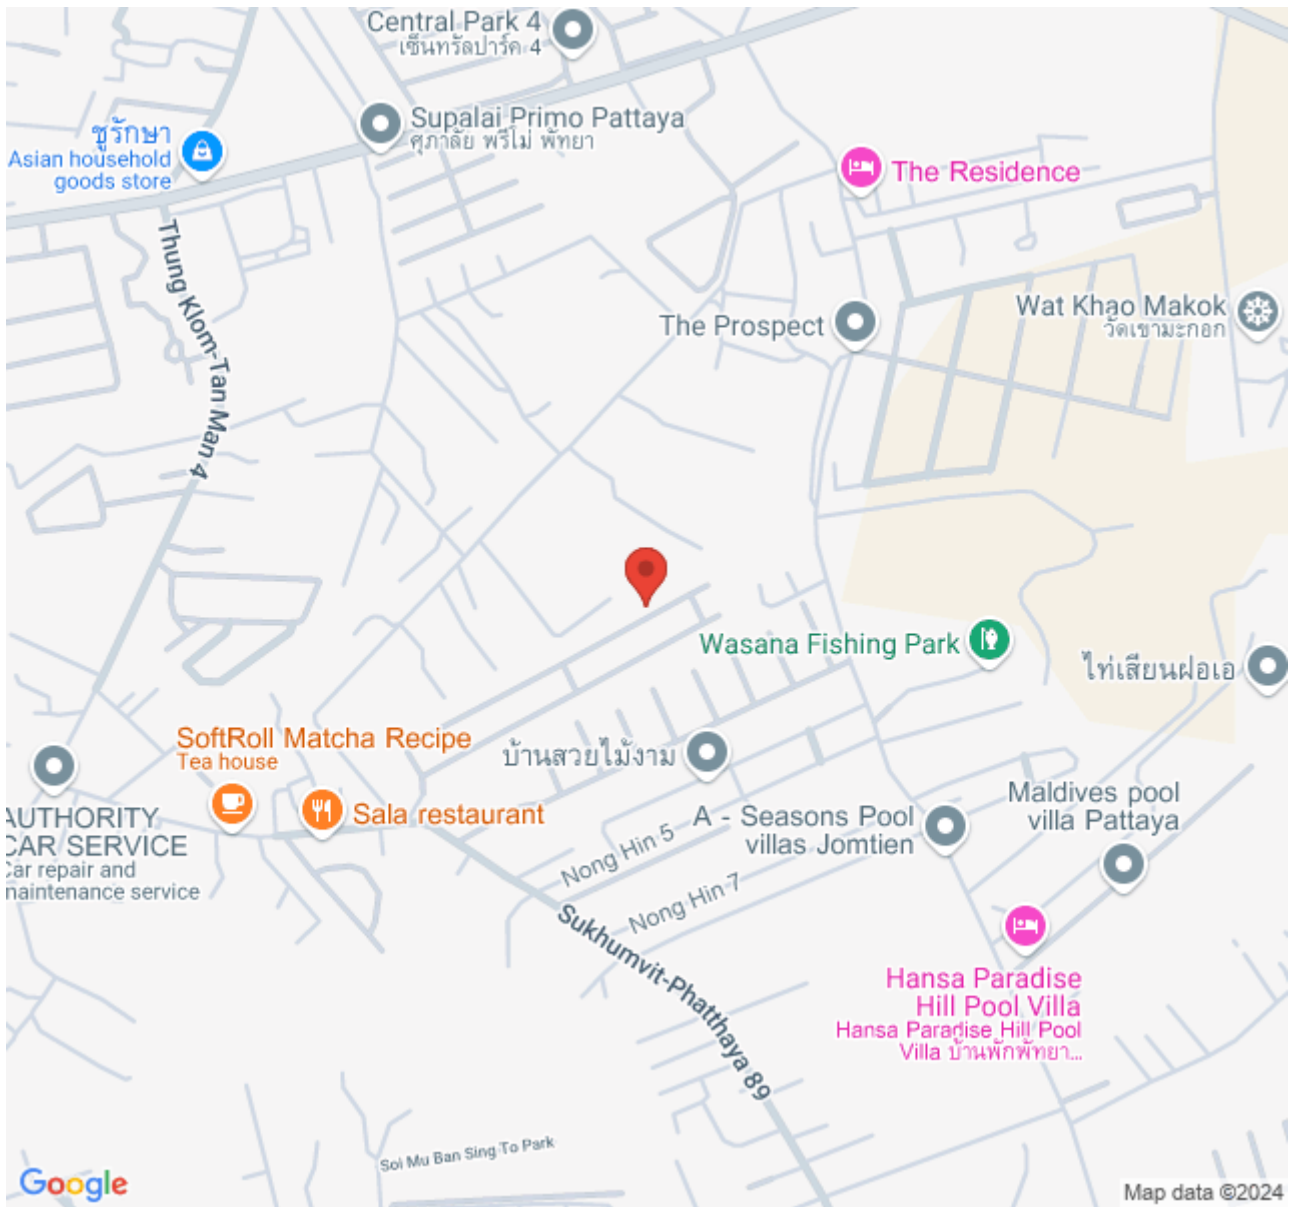 Central Park 4
เซ็นทรัลปาร์ค 4
Supalai Primo Pattaya
ศุภาลัย พรีโม่ พัทยา
ชูรักษา
Asian household
goods store
The Residence
Thung Klom-Tan Man 4
The Prospect
Wat Khao Makok
วัดเขามะกอก
Wasana Fishing Park
ไท่เสียนฝอเอ
SoftRoll Matcha Recipe
Tea house
บ้านสวยไม้งาม
Sala restaurant
AUTHORITY
CAR SERVICE
Car repair and
maintenance service
A - Seasons Pool
villas Jomtien
Maldives pool
villa Pattaya
Nong Hin 5
Nong Hin 7
Sukhumvit-Phatthaya 89
Hansa Paradise
Hill Pool Villa
Hansa Paradise Hill Pool
Villa บ้านพักพัทยา...
Soi Mu Ban Sing To Park
Google
Map data ©2024